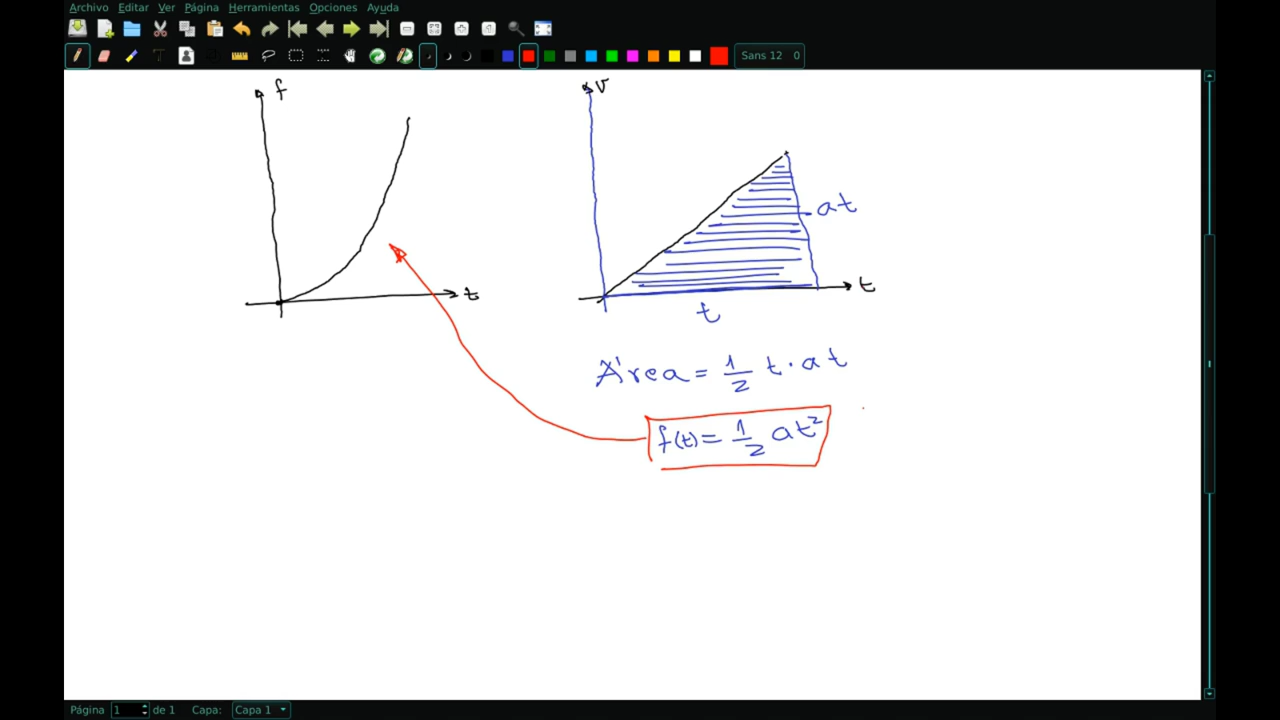 Archivo Editar Ver Página Herramientas Opciones Ayuda
Sans 12 0
f
t
v
at
t
t
Área = 1/2 t · at
f(t) = 1/2 at²
Página 1 de 1 Capa: Capa 1